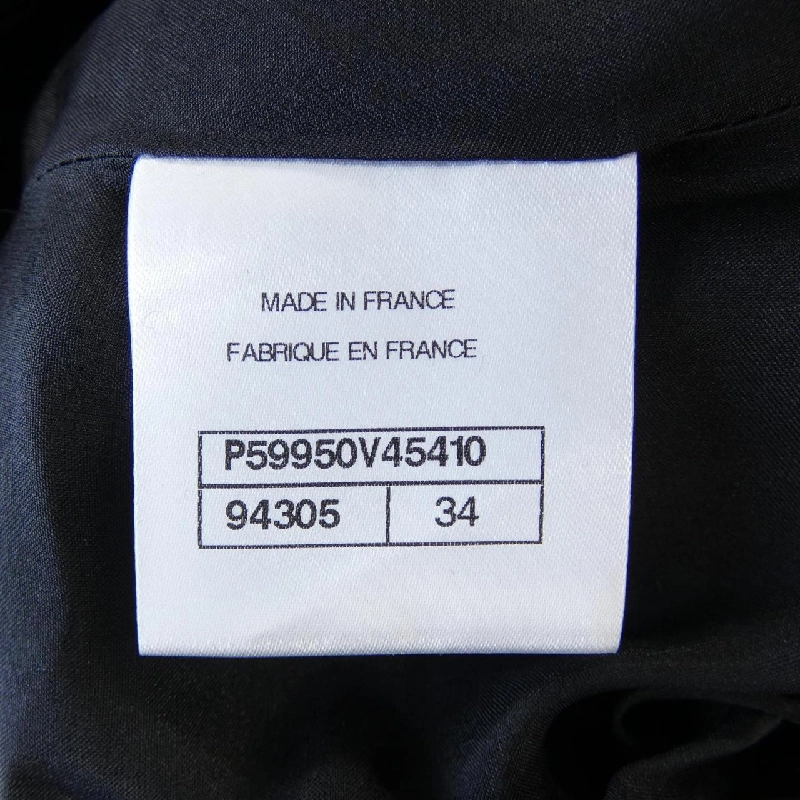 MADE IN FRANCE
FABRIQUE EN FRANCE
P59950V45410
94305 34